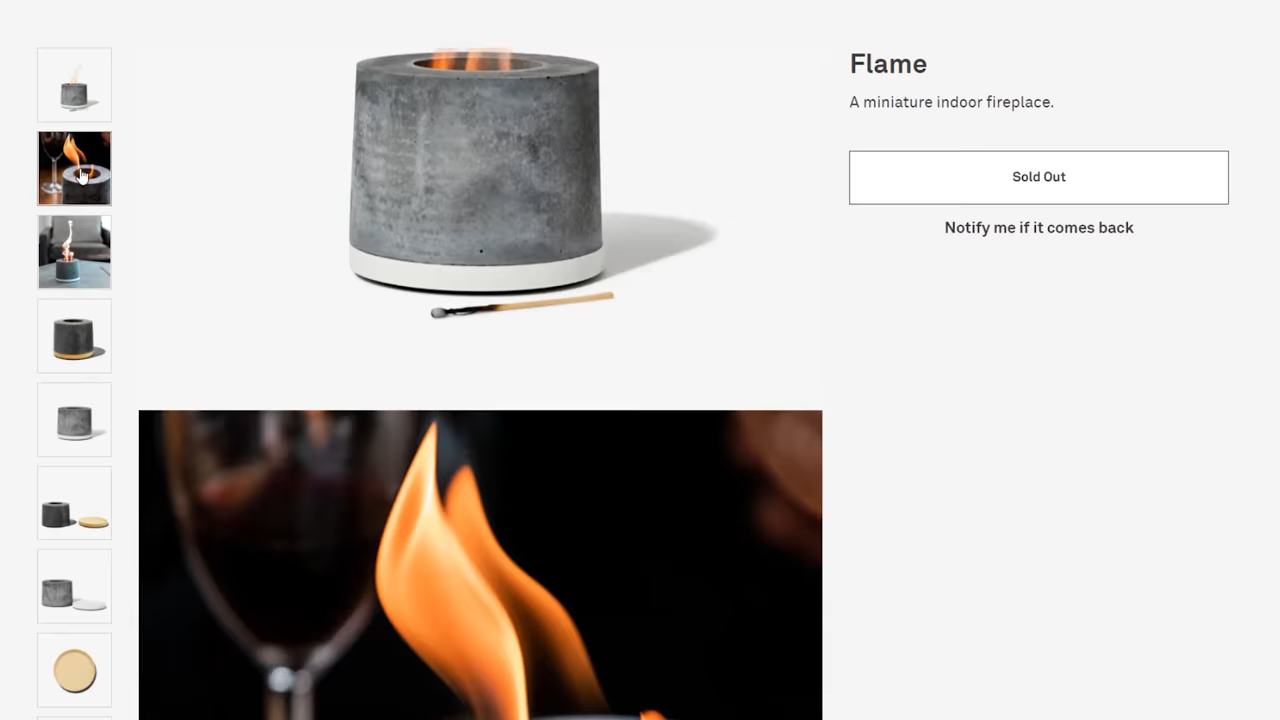 Flame
A miniature indoor fireplace.
Sold Out
Notify me if it comes back